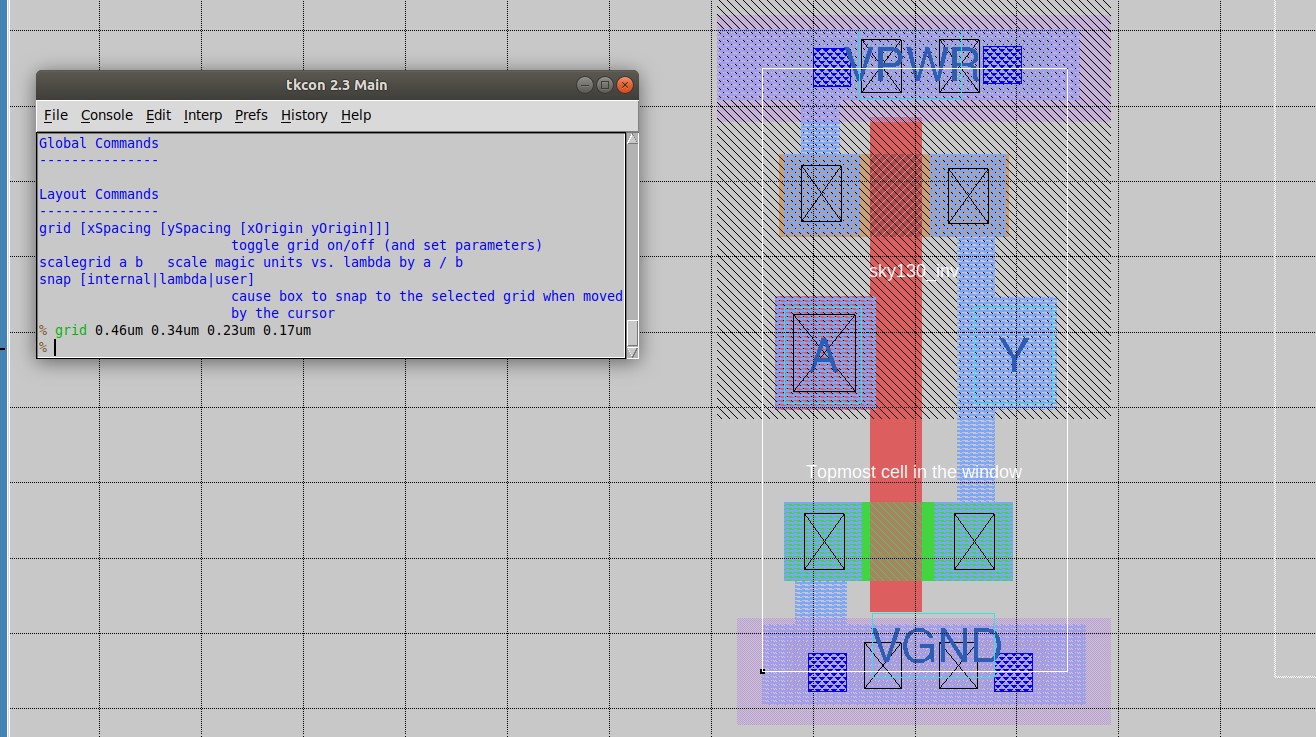 tkcon 2.3 Main
File Console Edit Interp Prefs History Help
Global Commands
---------------
Layout Commands
---------------
grid [xSpacing [ySpacing [xOrigin yOrigin]]]
toggle grid on/off (and set parameters)
scalegrid a b scale magic units vs. lambda by a / b
snap [internal|lambda|user]
cause box to snap to the selected grid when moved
by the cursor
% grid 0.46um 0.34um 0.23um 0.17um
%
VPWR
sky130_inv
A
Y
Topmost cell in the window
VGND